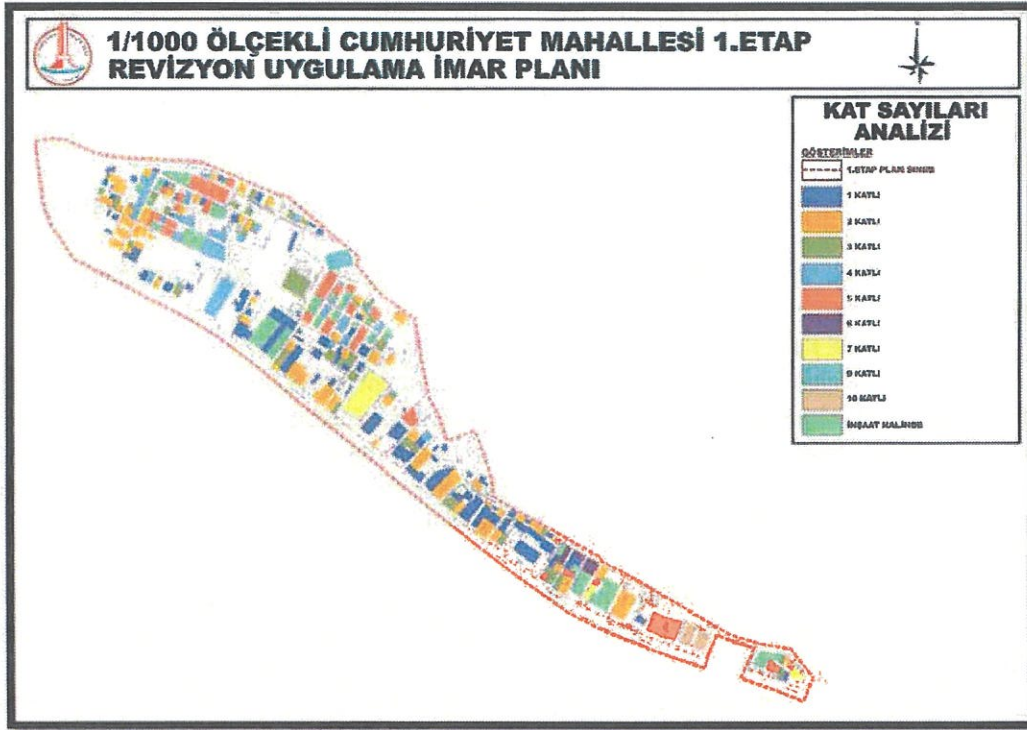 1/1000 ÖLÇEKLİ CUMHURİYET MAHALLESİ 1.ETAP
REVİZYON UYGULAMA İMAR PLANI
KAT SAYILARI
ANALİZİ
GÖSTERİMLER
1.ETAP PLAN SINIRI
1 KATLI
2 KATLI
3 KATLI
4 KATLI
5 KATLI
6 KATLI
7 KATLI
9 KATLI
10 KATLI
İNŞAAT HALİNDE